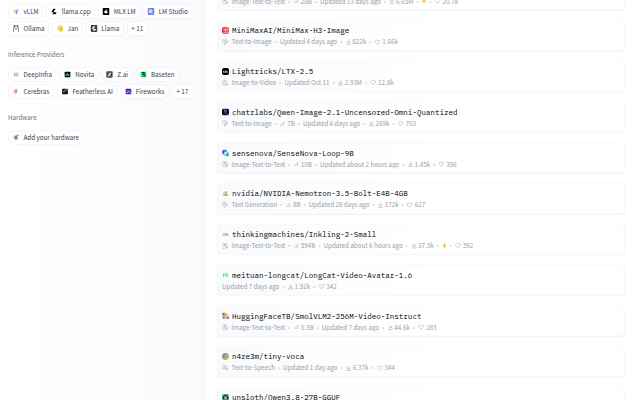 vLLM llama.cpp MLX LM LM Studio
Ollama Jan Llama + 11
Inference Providers
DeepInfra Novita Z.ai Baseten
Cerebras Featherless AI Fireworks + 17
Hardware
Add your hardware
MiniMaxAI/MiniMax-H3-Image
Image-Text-to-Image · Updated 4 days ago · 822k · 1.06k
Lightricks/LTX-2.5
Image-to-Video · Updated Oct 11 · 2.93M · 12.8k
chatrlabs/Qwen-Image-2.1-Uncensored-Omni-Quantized
Text-to-Image · 7B · Updated 6 days ago · 289k · 753
sensenova/SenseNova-Loop-9B
Image-Text-to-Text · 10B · Updated about 2 hours ago · 1.45k · 356
nvidia/NVIDIA-Nemotron-3.5-Bolt-E4B-4GB
Text Generation · 8B · Updated 20 days ago · 372k · 627
thinkingmachines/Inkling-2-Small
Image-Text-to-Text · 394B · Updated about 6 hours ago · 37.9k · 392
meituan-longcat/LongCat-Video-Avatar-1.6
Updated 7 days ago · 1.92k · 342
HuggingFaceTB/SmolVLM2-256M-Video-Instruct
Image-Text-to-Text · 0.3B · Updated 7 days ago · 44.6k · 285
n4re3m/tiny-voca
Text-to-Speech · Updated 1 day ago · 6.37k · 344
unsloth/Qwen3.8-27B-GGUF